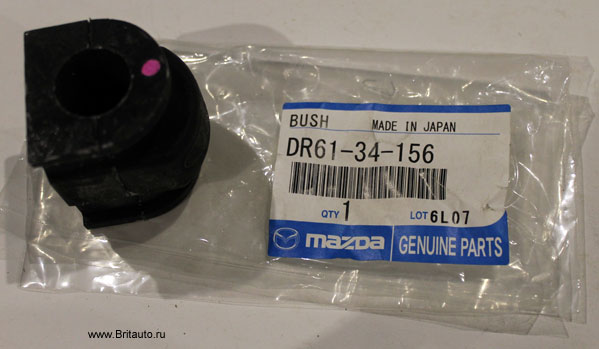 BUSH MADE IN JAPAN
DR61-34-156
QTY 1 LOT 6L07
mazda GENUINE PARTS
www.Britauto.ru